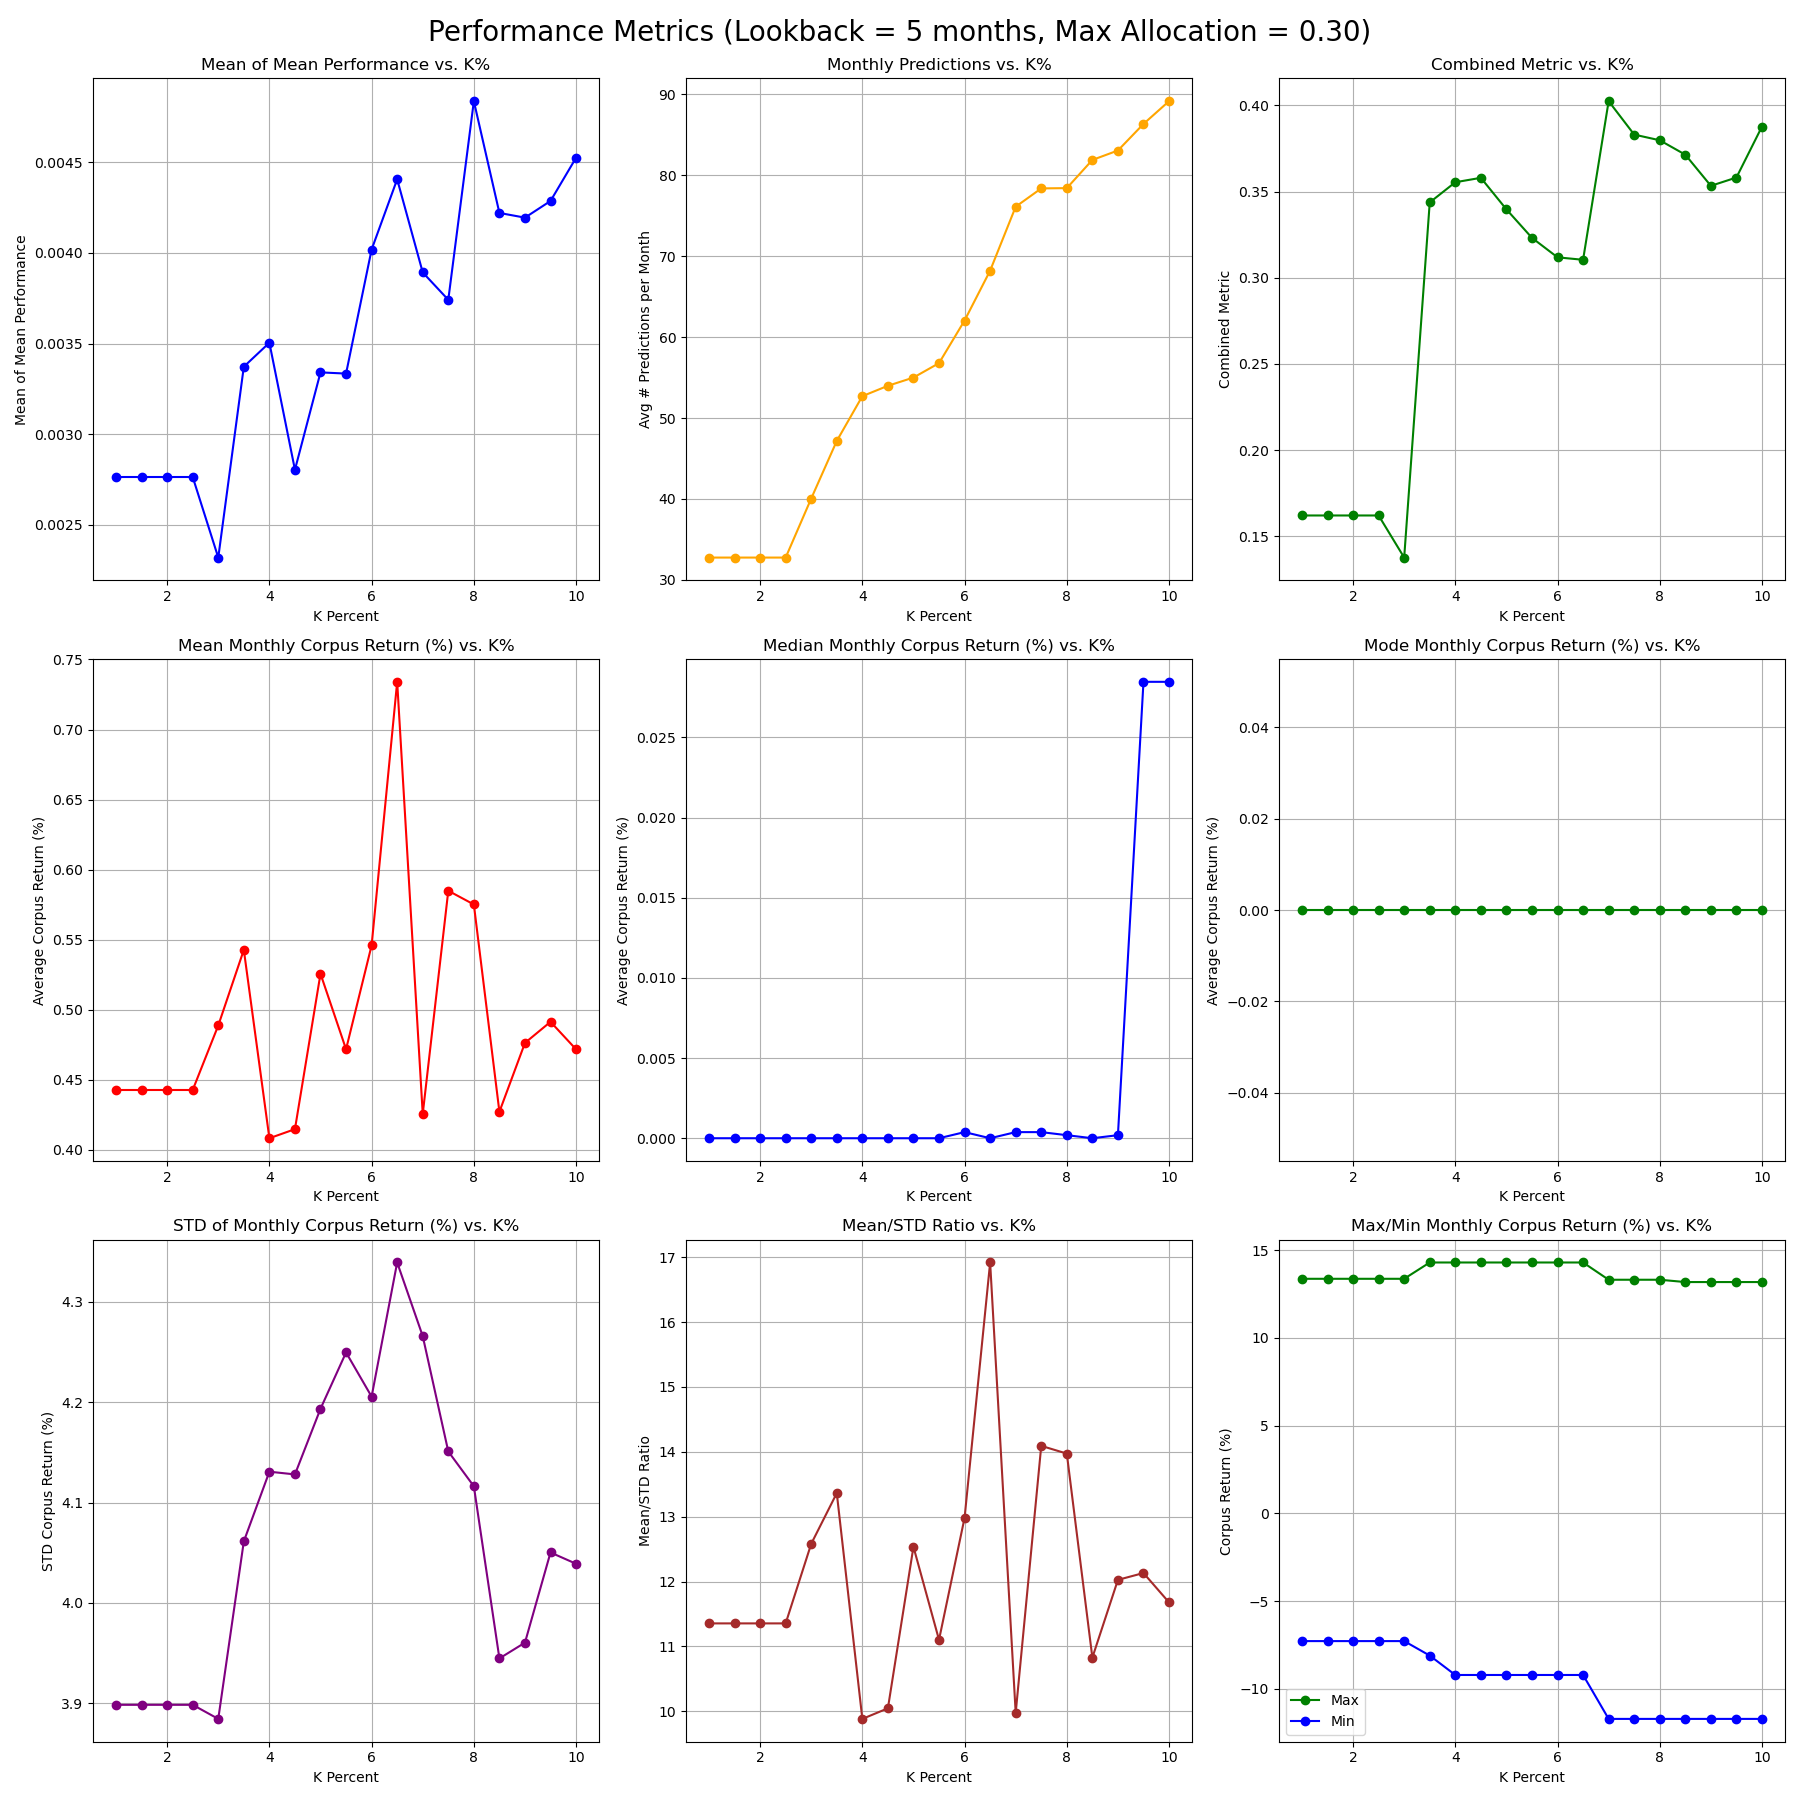 Performance Metrics (Lookback = 5 months, Max Allocation = 0.30)
Mean of Mean Performance vs. K%
Mean of Mean Performance
0.0045
0.0040
0.0035
0.0030
0.0025
2 4 6 8 10
K Percent
Monthly Predictions vs. K%
Avg # Predictions per Month
90
80
70
60
50
40
30
2 4 6 8 10
K Percent
Combined Metric vs. K%
Combined Metric
0.40
0.35
0.30
0.25
0.20
0.15
2 4 6 8 10
K Percent
Mean Monthly Corpus Return (%) vs. K%
Average Corpus Return (%)
0.75
0.70
0.65
0.60
0.55
0.50
0.45
0.40
2 4 6 8 10
K Percent
Median Monthly Corpus Return (%) vs. K%
Average Corpus Return (%)
0.025
0.020
0.015
0.010
0.005
0.000
2 4 6 8 10
K Percent
Mode Monthly Corpus Return (%) vs. K%
Average Corpus Return (%)
0.04
0.02
0.00
−0.02
−0.04
2 4 6 8 10
K Percent
STD of Monthly Corpus Return (%) vs. K%
STD Corpus Return (%)
4.3
4.2
4.1
4.0
3.9
2 4 6 8 10
K Percent
Mean/STD Ratio vs. K%
Mean/STD Ratio
17
16
15
14
13
12
11
10
2 4 6 8 10
K Percent
Max/Min Monthly Corpus Return (%) vs. K%
Corpus Return (%)
15
10
5
0
−5
−10
Max
Min
2 4 6 8 10
K Percent